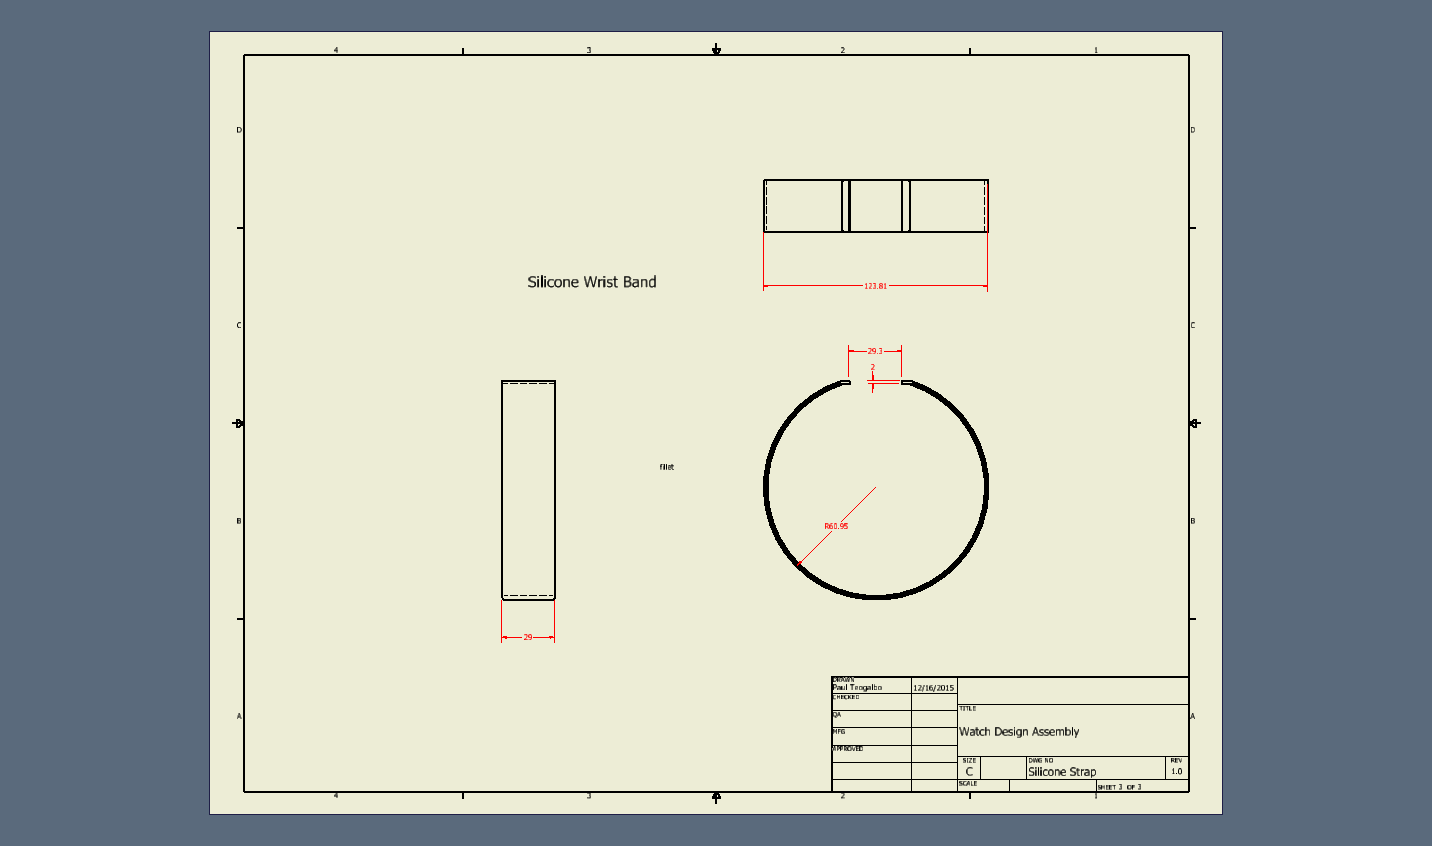 4 3 2 1
D D
123.81
Silicone Wrist Band
C C
29.3
2
fillet
B B
R60.95
29
DRAWN
Paul Teogalbo 12/16/2015
CHECKED
TITLE
QA
A A
MFG
Watch Design Assembly
APPROVED
SIZE DWG NO REV
C Silicone Strap 1.0
SCALE
SHEET 3 OF 3
4 3 2 1